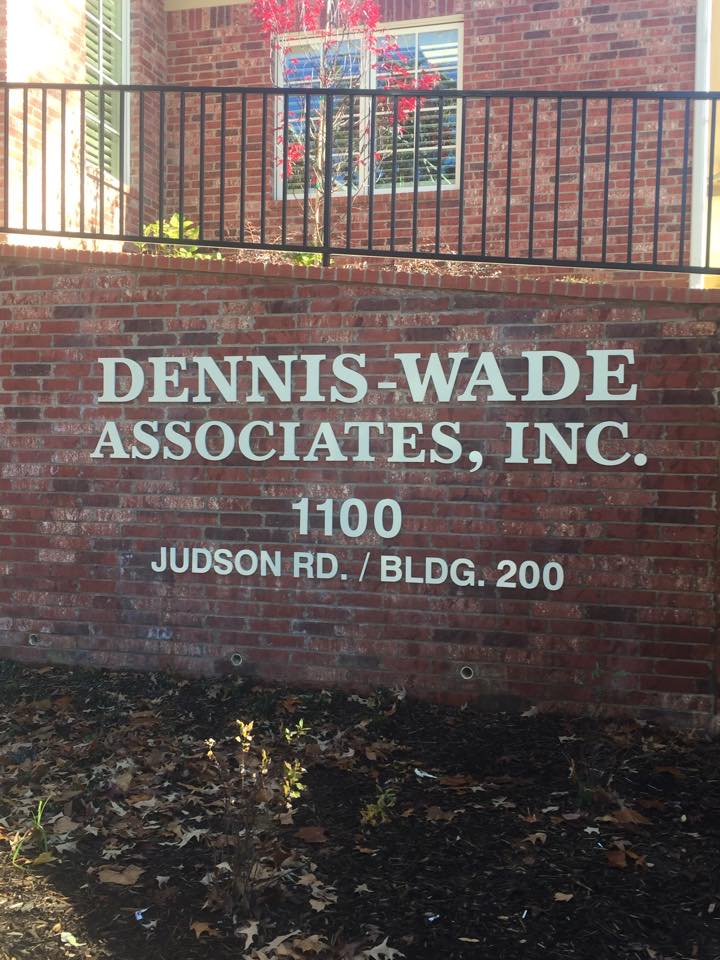 DENNIS-WADE
ASSOCIATES, INC.
1100
JUDSON RD. / BLDG. 200